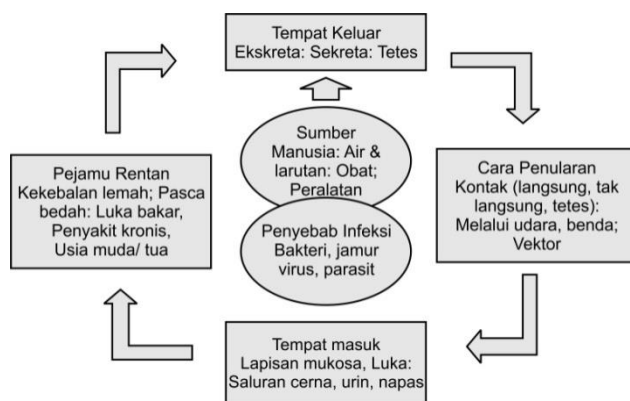 Tempat Keluar
Ekskreta: Sekreta: Tetes
Sumber
Manusia: Air &
larutan: Obat;
Peralatan
Penyebab Infeksi
Bakteri, jamur
virus, parasit
Pejamu Rentan
Kekebalan lemah; Pasca
bedah: Luka bakar,
Penyakit kronis,
Usia muda/ tua
Cara Penularan
Kontak (langsung, tak
langsung, tetes):
Melalui udara, benda;
Vektor
Tempat masuk
Lapisan mukosa, Luka:
Saluran cerna, urin, napas